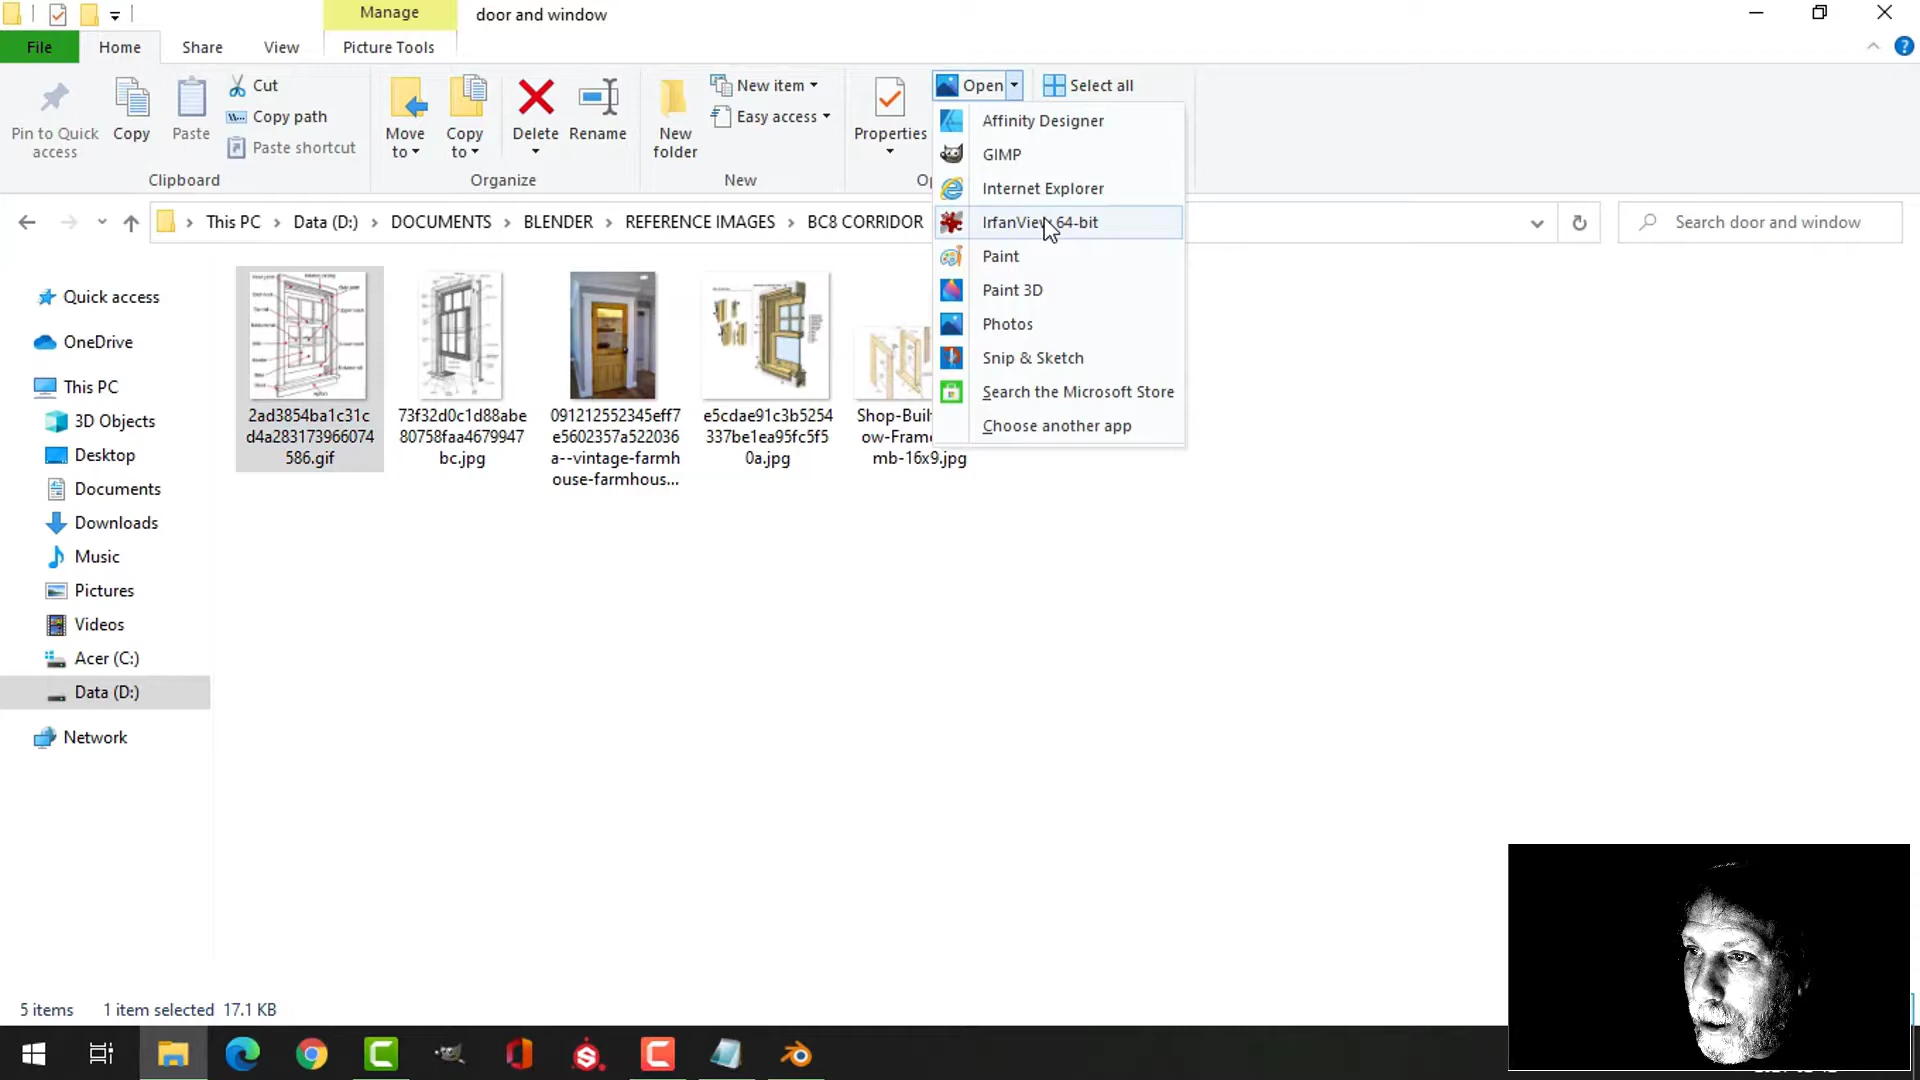 Manage
door and window
File
Home
Share
View
Picture Tools
Pin to Quick
access
Copy
Paste
Cut
Copy path
Paste shortcut
Clipboard
Move
to
Copy
to
Delete
Rename
Organize
New
folder
New item
Easy access
New
Properties
Open
Select all
Affinity Designer
GIMP
Internet Explorer
IrfanView 64-bit
Paint
Paint 3D
Photos
Snip & Sketch
Search the Microsoft Store
Choose another app
This PC
Data (D:)
DOCUMENTS
BLENDER
REFERENCE IMAGES
BC8 CORRIDOR
Search door and window
Quick access
OneDrive
This PC
3D Objects
Desktop
Documents
Downloads
Music
Pictures
Videos
Acer (C:)
Data (D:)
Network
2ad3854ba1c31c
d4a283173966074
586.gif
73f32d0c1d88abe
80758faa4679947
bc.jpg
091212552345eff7
e5602357a522036
a--vintage-farmh
ouse-farmhous...
e5cdae91c3b5254
337be1ea95fc5f5
0a.jpg
Shop-Buil
ow-Fram
mb-16x9.jpg
5 items
1 item selected 17.1 KB